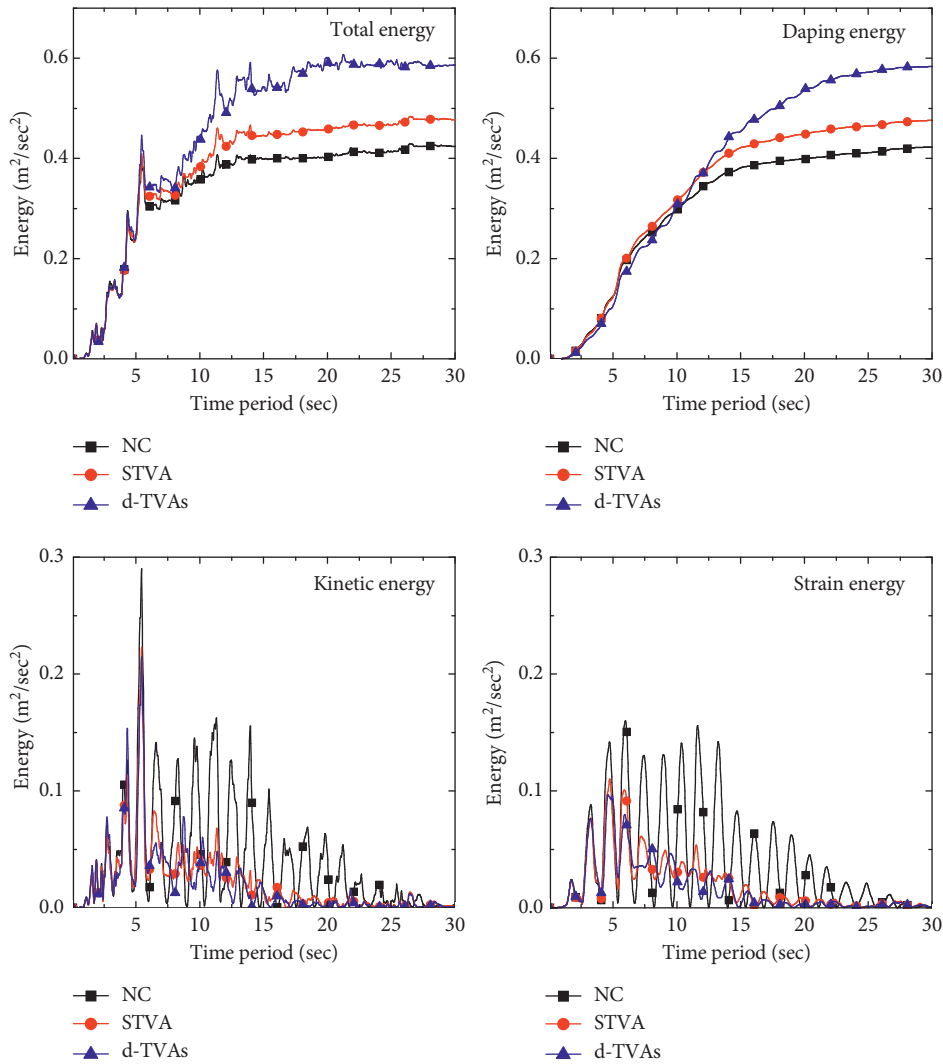 Total energy
0.6
0.4
0.2
0.0
Energy (m²/sec²)
5 10 15 20 25 30
Time period (sec)
NC
STVA
d-TVAs
Daping energy
0.6
0.4
0.2
0.0
Energy (m²/sec²)
5 10 15 20 25 30
Time period (sec)
NC
STVA
d-TVAs
Kinetic energy
0.3
0.2
0.1
0.0
Energy (m²/sec²)
5 10 15 20 25 30
Time period (sec)
NC
STVA
d-TVAs
Strain energy
0.3
0.2
0.1
0.0
Energy (m²/sec²)
5 10 15 20 25 30
Time period (sec)
NC
STVA
d-TVAs